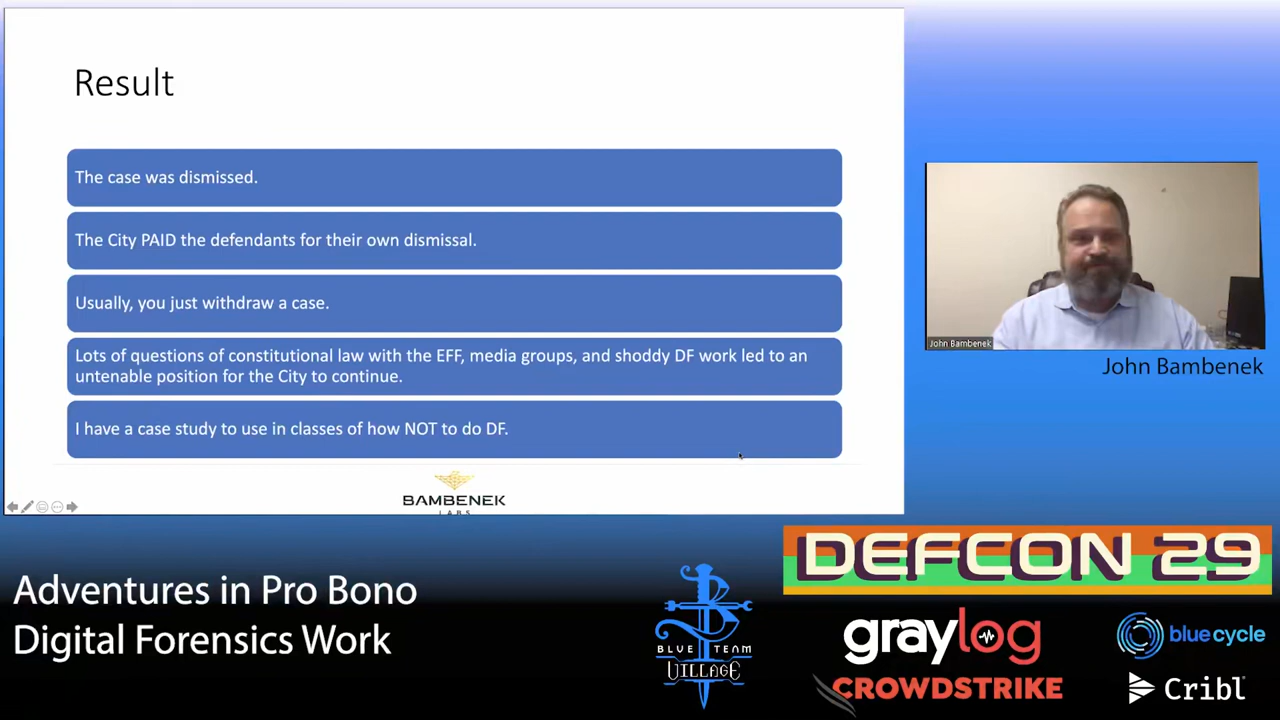 Result
The case was dismissed.
The City PAID the defendants for their own dismissal.
Usually, you just withdraw a case.
Lots of questions of constitutional law with the EFF, media groups, and shoddy DF work led to an
untenable position for the City to continue.
I have a case study to use in classes of how NOT to do DF.
BAMBENEK
LABS
John Bambenek
John Bambenek
Adventures in Pro Bono
Digital Forensics Work
BLUE TEAM
VILLAGE
DEFCON 29
graylog
blue cycle
CROWDSTRIKE
Cribl